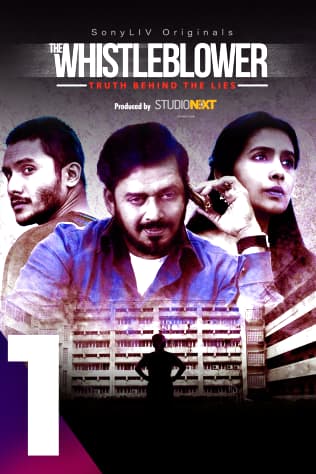 SonyLIV Originals
THE
WHISTLEBLOWER
TRUTH BEHIND THE LIES
Produced by STUDIONEXT
1